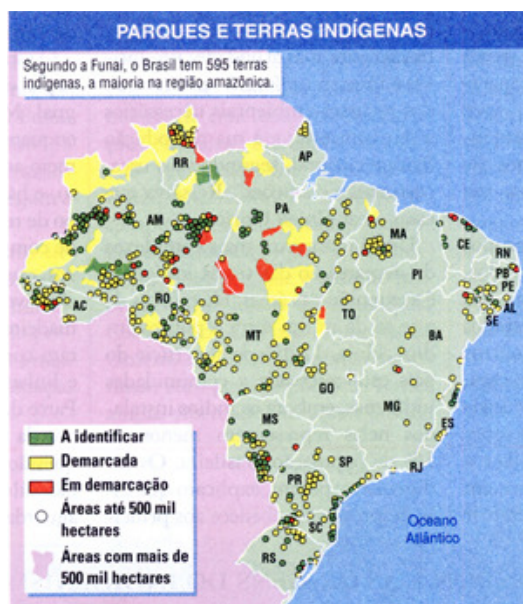 PARQUES E TERRAS INDÍGENAS
Segundo a Funai, o Brasil tem 595 terras
indígenas, a maioria na região amazônica.
RR
AP
AM
PA
MA
CE
RN
PB
PE
AL
SE
PI
AC
RO
TO
BA
MT
GO
MG
ES
MS
SP
RJ
PR
SC
RS
A identificar
Demarcada
Em demarcação
Áreas até 500 mil
hectares
Áreas com mais de
500 mil hectares
Oceano
Atlântico